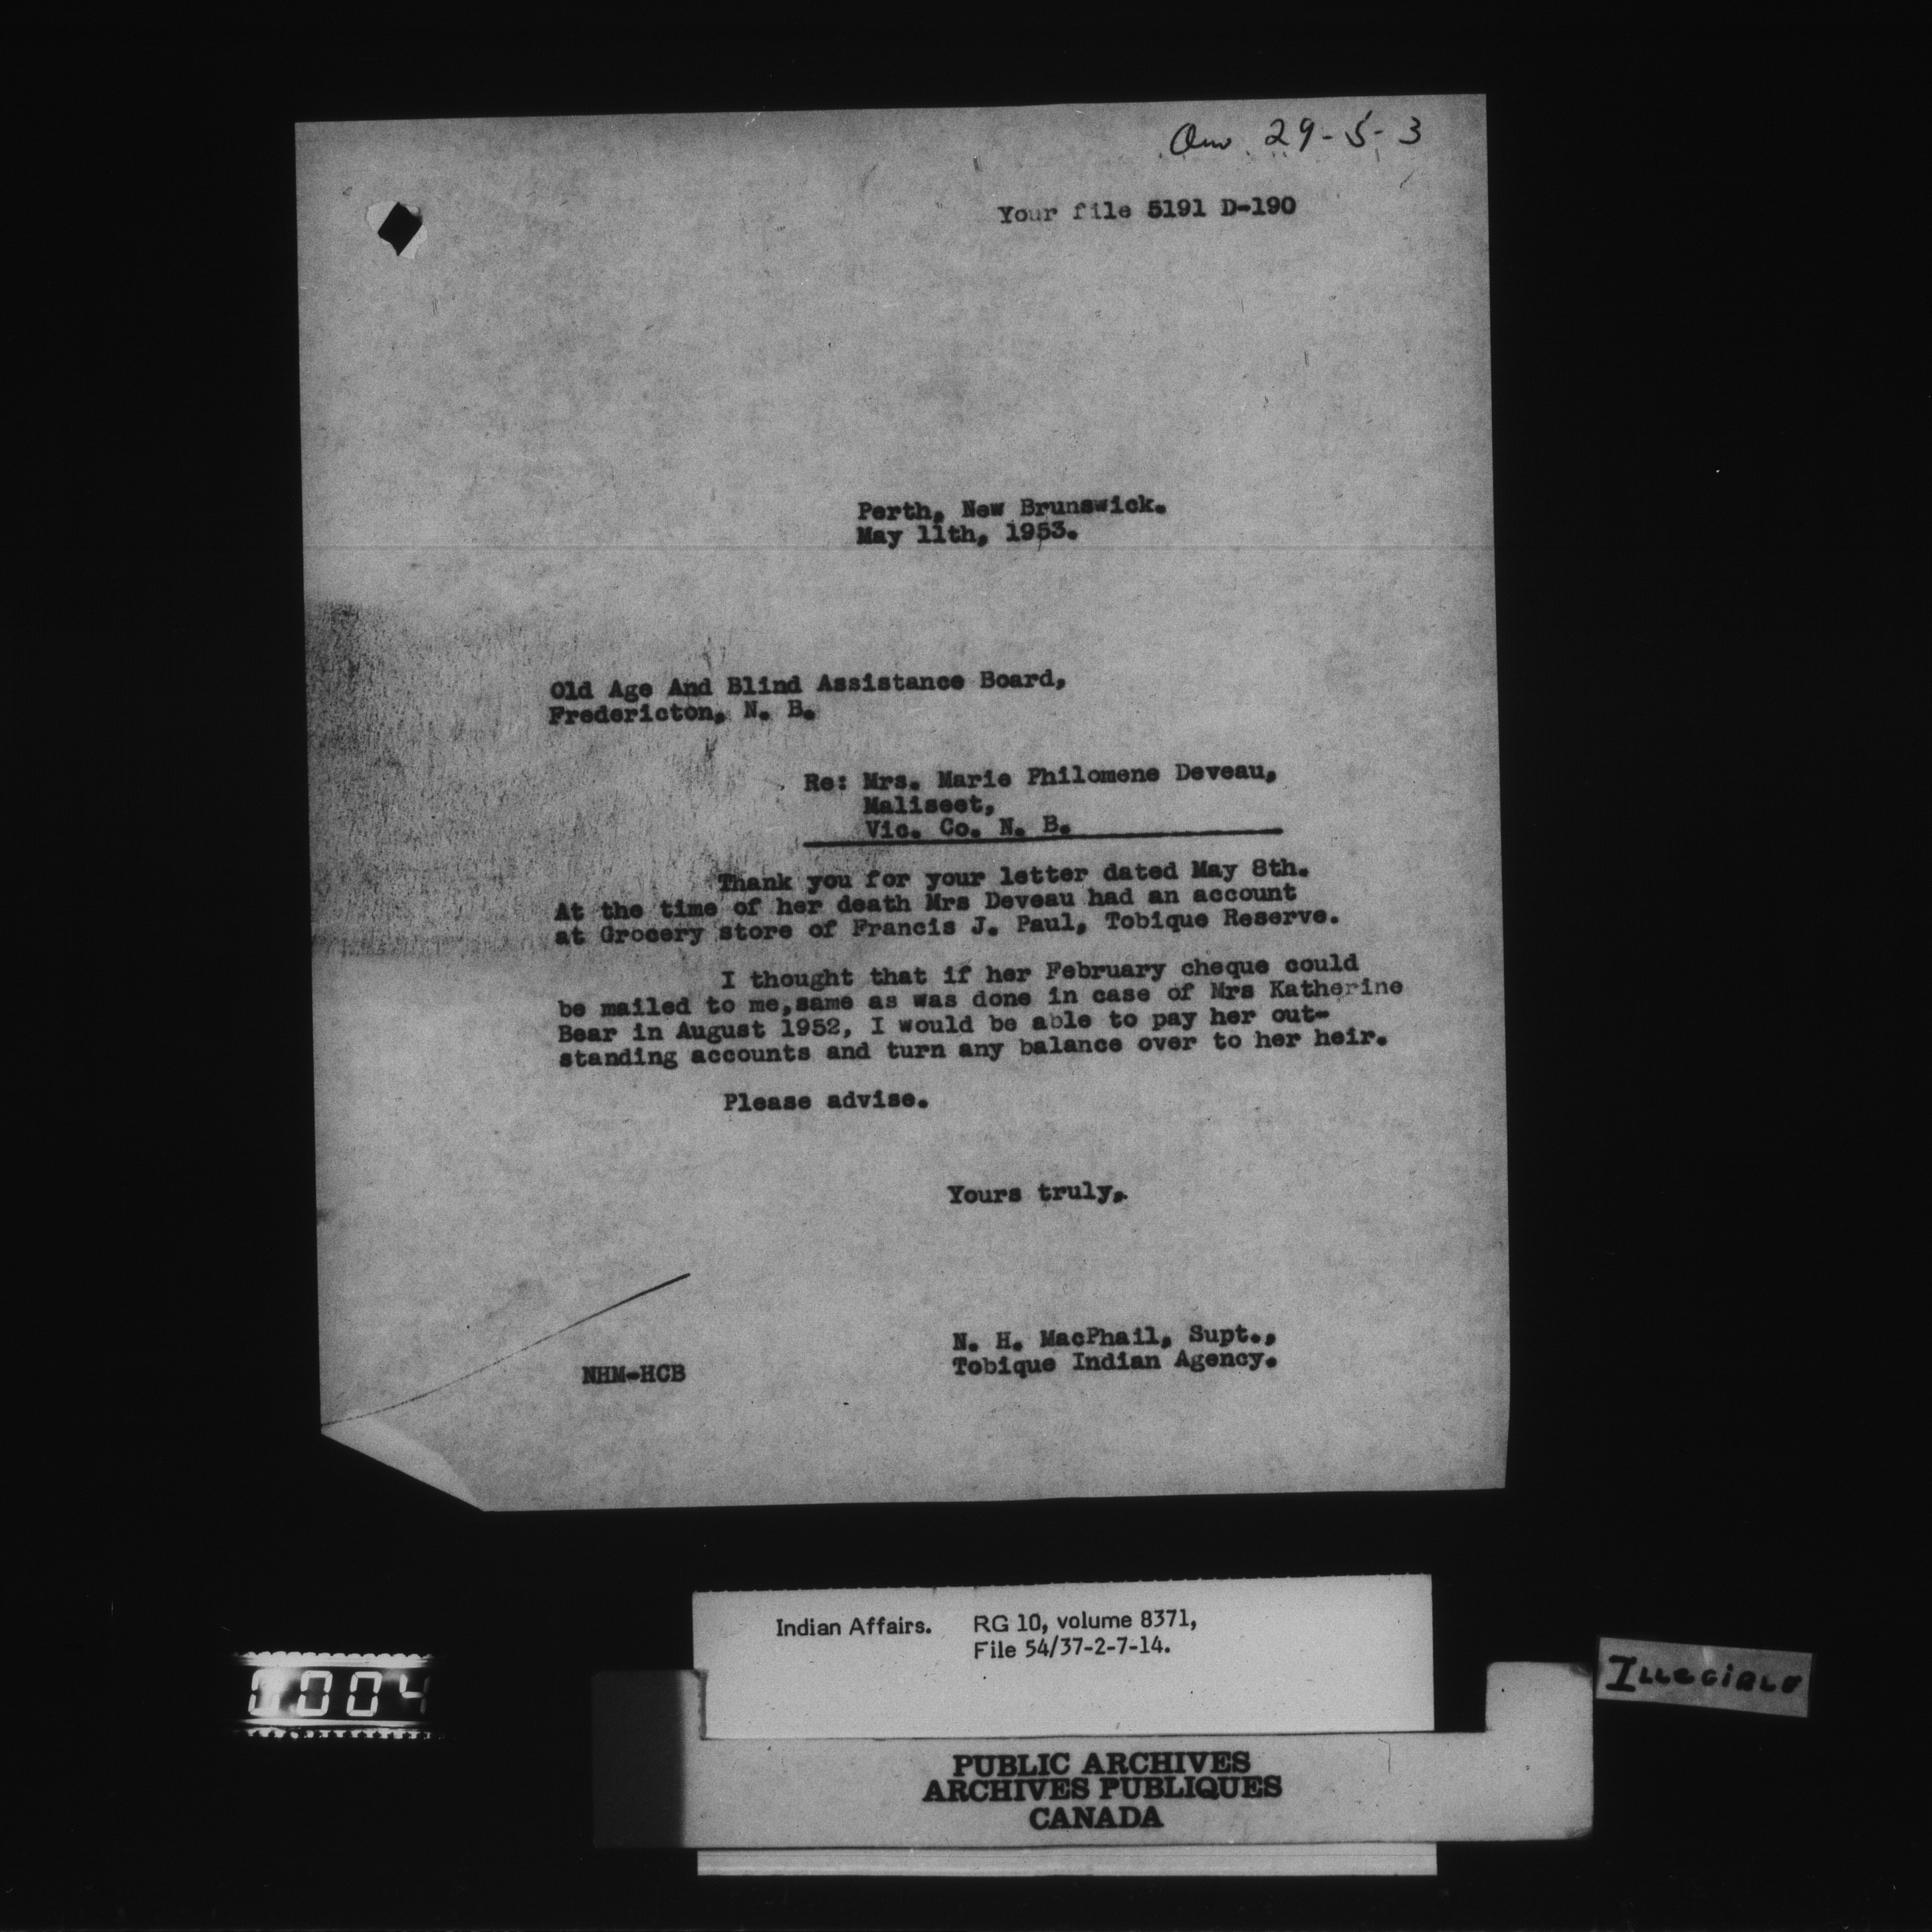 29-5-3
Your file 5191 D-190
Perth, New Brunswick.
May 11th, 1953.
Old Age And Blind Assistance Board,
Fredericton, N. B.
Re: Mrs. Marie Philomene Deveau,
Maliseet,
Vic. Co. N. B.
Thank you for your letter dated May 8th.
At the time of her death Mrs Deveau had an account
at Grocery store of Francis J. Paul, Tobique Reserve.
I thought that if her February cheque could
be mailed to me,same as was done in case of Mrs Katherine
Bear in August 1952, I would be able to pay her out-
standing accounts and turn any balance over to her heir.
Please advise.
Yours truly,
N. H. MacPhail, Supt.,
Tobique Indian Agency.
NHM-HCB
Indian Affairs. RG 10, volume 8371,
File 54/37-2-7-14.
0004
Illegible
PUBLIC ARCHIVES
ARCHIVES PUBLIQUES
CANADA